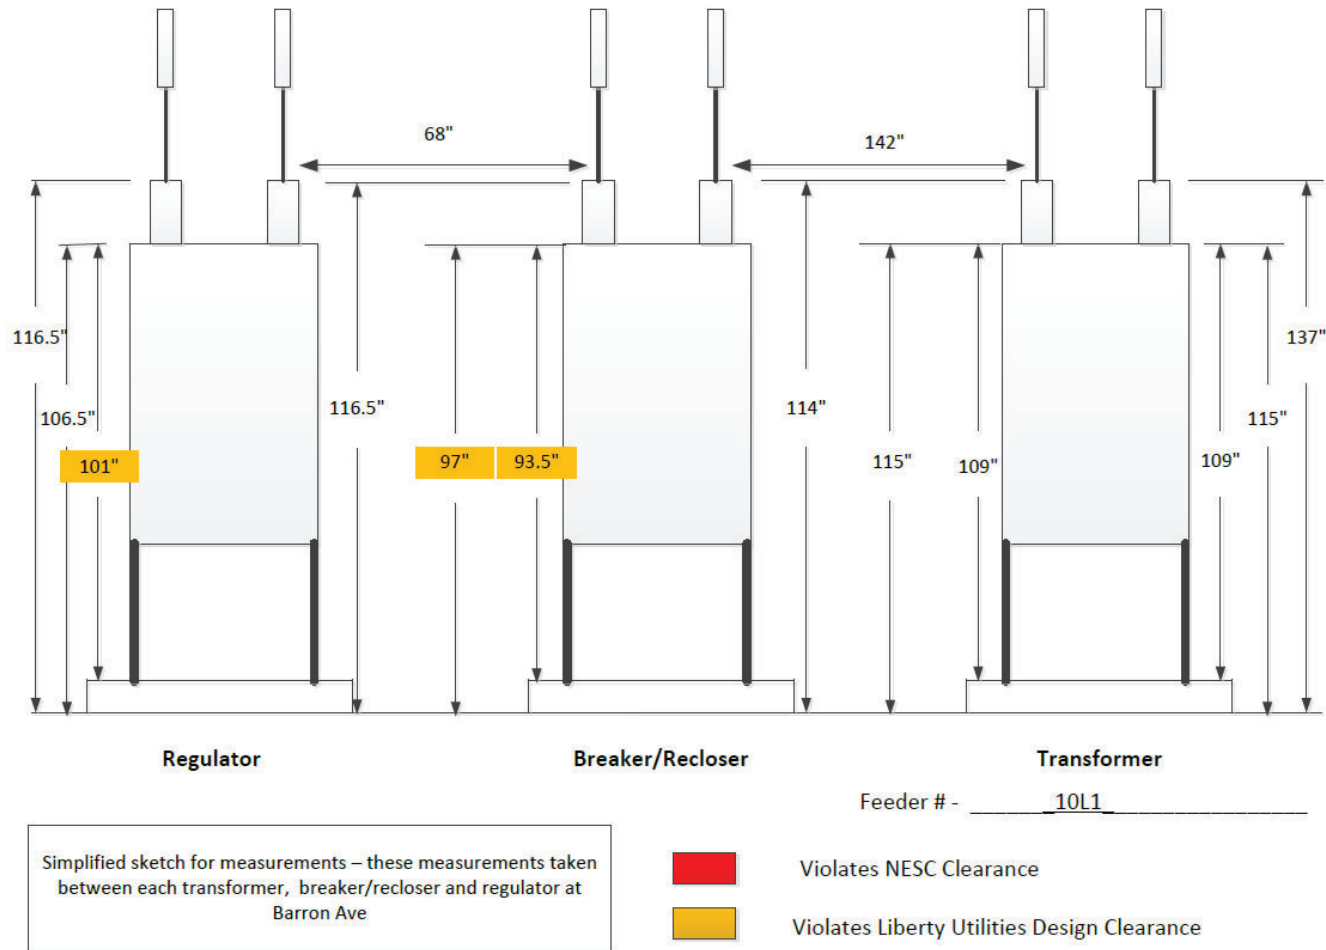 68"
142"
116.5"
137"
106.5"
116.5"
114"
115"
101"
97"
93.5"
115"
109"
109"
Regulator
Breaker/Recloser
Transformer
Feeder # - _______10L1________________
Simplified sketch for measurements – these measurements taken
between each transformer, breaker/recloser and regulator at
Barron Ave
Violates NESC Clearance
Violates Liberty Utilities Design Clearance